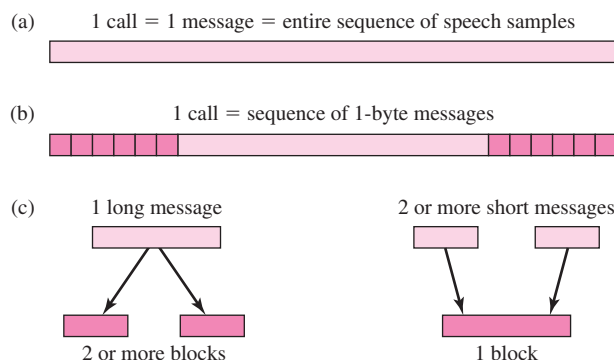 (a) 1 call = 1 message = entire sequence of speech samples
(b) 1 call = sequence of 1-byte messages
(c) 1 long message 2 or more short messages
2 or more blocks 1 block